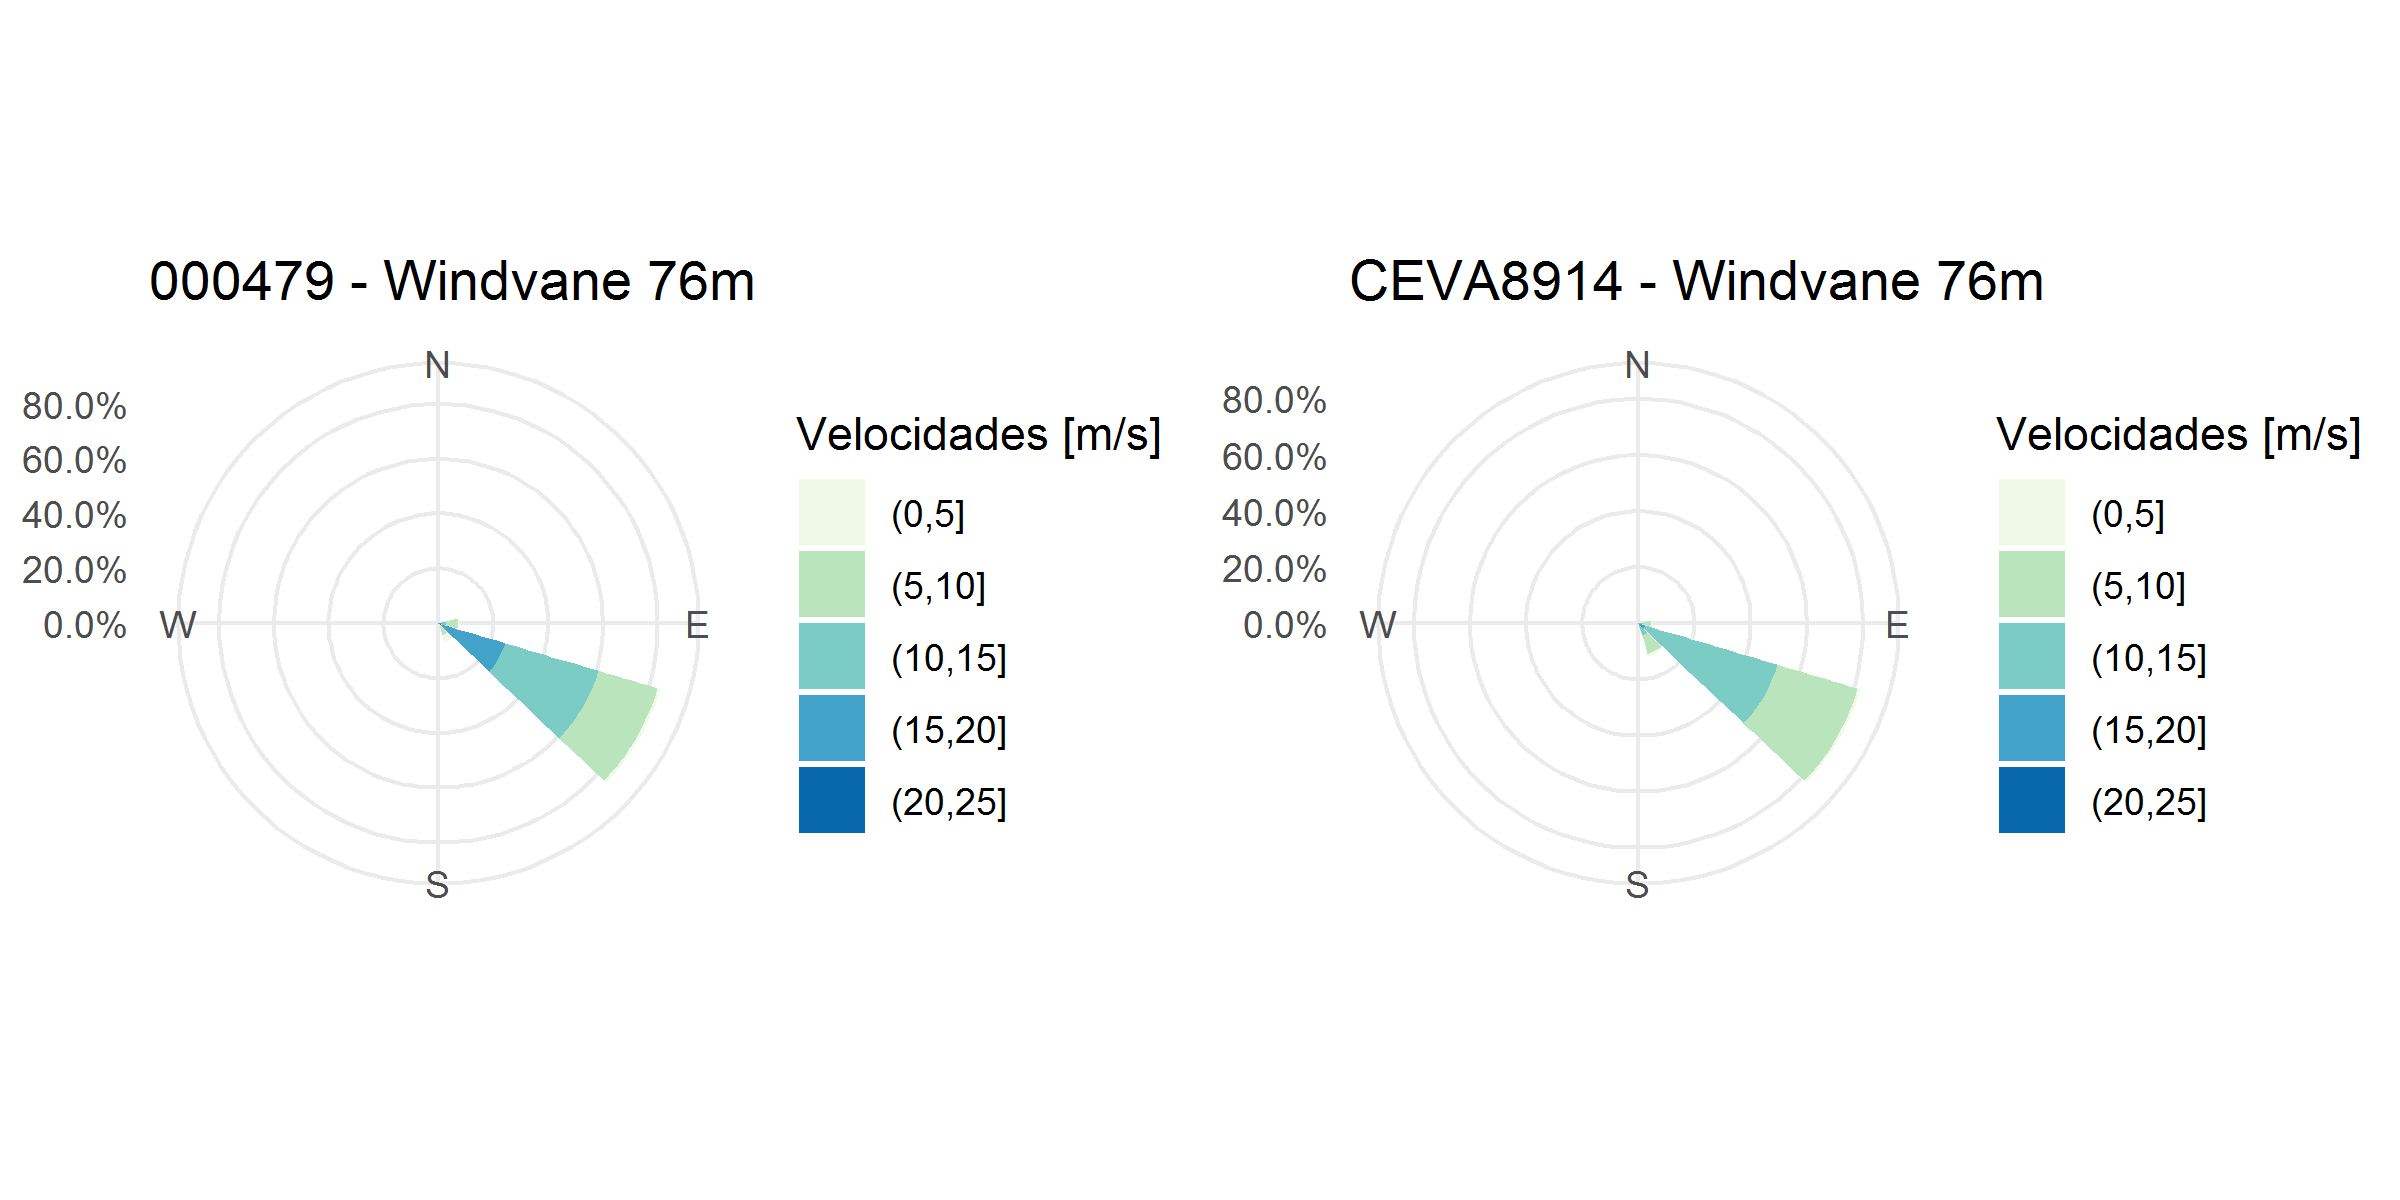 000479 - Windvane 76m
N
80.0%
60.0%
40.0%
20.0%
0.0%
W
E
S
Velocidades [m/s]
(0,5]
(5,10]
(10,15]
(15,20]
(20,25]
CEVA8914 - Windvane 76m
N
80.0%
60.0%
40.0%
20.0%
0.0%
W
E
S
Velocidades [m/s]
(0,5]
(5,10]
(10,15]
(15,20]
(20,25]